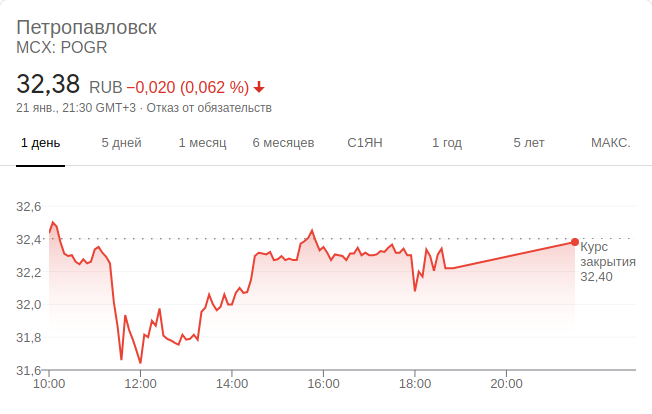 Петропавловск
MCX: POGR
32,38 RUB −0,020 (0,062 %)
21 янв., 21:30 GMT+3 · Отказ от обязательств
1 день 5 дней 1 месяц 6 месяцев С1ЯН 1 год 5 лет МАКС.
32,6
32,4
Курс
закрытия
32,40
32,2
32,0
31,8
31,6
10:00 12:00 14:00 16:00 18:00 20:00